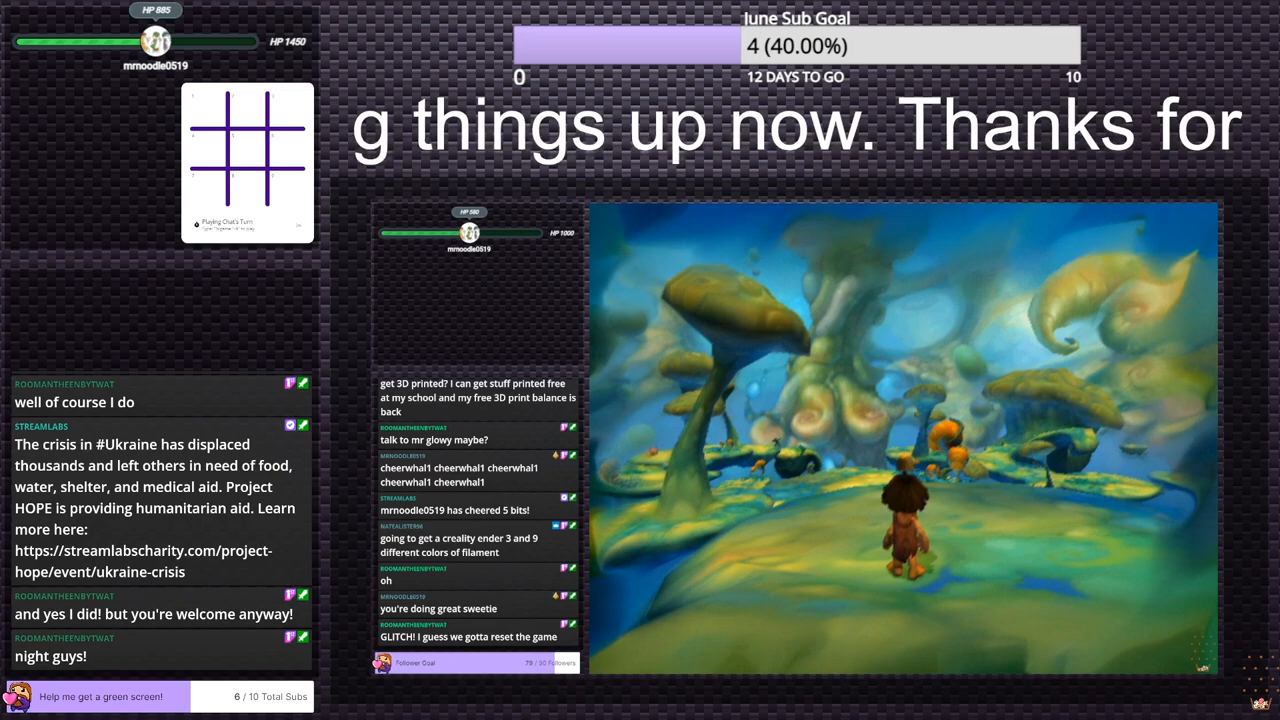 HP 885
HP 1450
mrnoodle0519
1
4
7
Playing Chat's Turn
June Sub Goal
4 (40.00%)
0
12 DAYS TO GO
10
g things up now. Thanks for
ROOMANTHEENBYTWAT
well of course I do
STREAMLABS
The crisis in #Ukraine has displaced
thousands and left others in need of food,
water, shelter, and medical aid. Project
HOPE is providing humanitarian aid. Learn
more here:
https://streamlabscharity.com/project-
hope/event/ukraine-crisis
ROOMANTHEENBYTWAT
and yes I did! but you're welcome anyway!
ROOMANTHEENBYTWAT
night guys!
Help me get a green screen!
6 / 10 Total Subs
HP 580
HP 1000
mrnoodle0519
get 3D printed? I can get stuff printed free
at my school and my free 3D print balance is
back
ROOMANTHEENBYTWAT
talk to mr glowy maybe?
MRNOODLE0519
cheerwhal1 cheerwhal1 cheerwhal1
cheerwhal1 cheerwhal1
STREAMLABS
mrnoodle0519 has cheered 5 bits!
NATEALISTER98
going to get a creality ender 3 and 9
different colors of filament
ROOMANTHEENBYTWAT
oh
MRNOODLE0519
you're doing great sweetie
ROOMANTHEENBYTWAT
GLITCH! I guess we gotta reset the game
Follower Goal
79 / 90 Followers